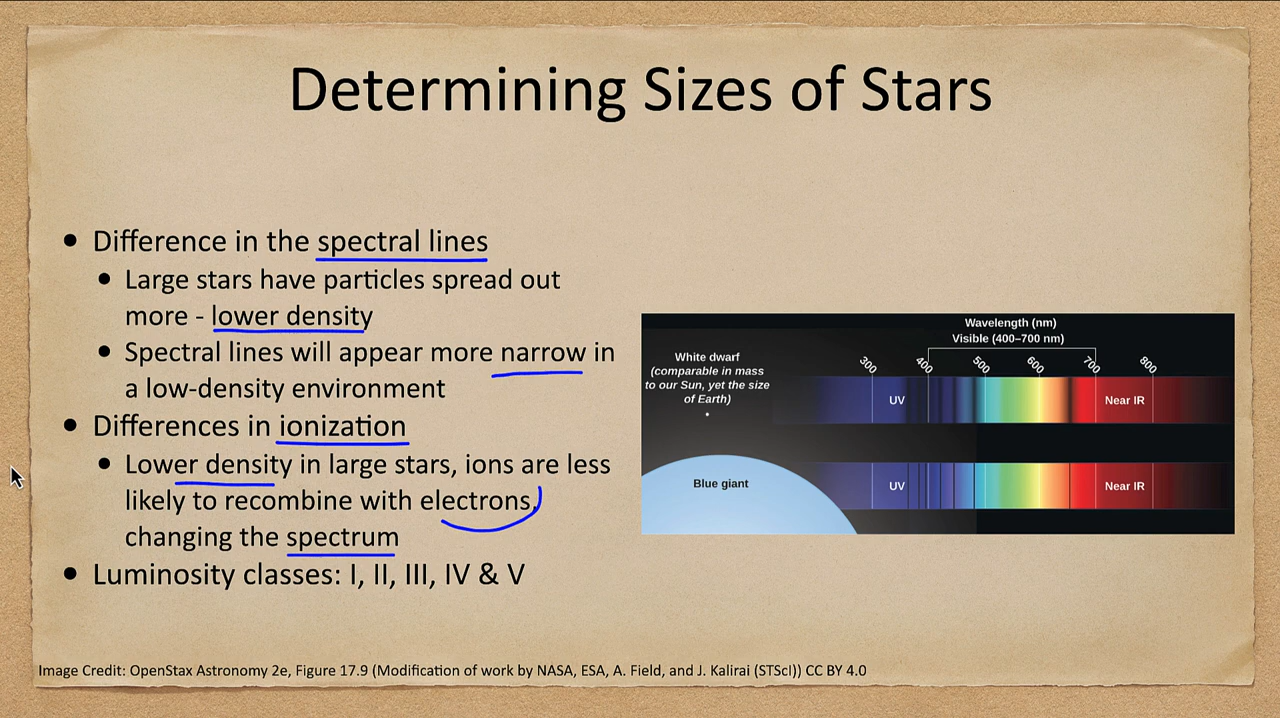 Determining Sizes of Stars
• Difference in the spectral lines
• Large stars have particles spread out
more - lower density
• Spectral lines will appear more narrow in
a low-density environment
• Differences in ionization
• Lower density in large stars, ions are less
likely to recombine with electrons,
changing the spectrum
• Luminosity classes: I, II, III, IV & V
Wavelength (nm)
Visible (400–700 nm)
300 400 500 600 700 800
White dwarf
(comparable in mass
to our Sun, yet the size
of Earth)
UV Near IR
Blue giant
UV Near IR
Image Credit: OpenStax Astronomy 2e, Figure 17.9 (Modification of work by NASA, ESA, A. Field, and J. Kalirai (STScI)) CC BY 4.0